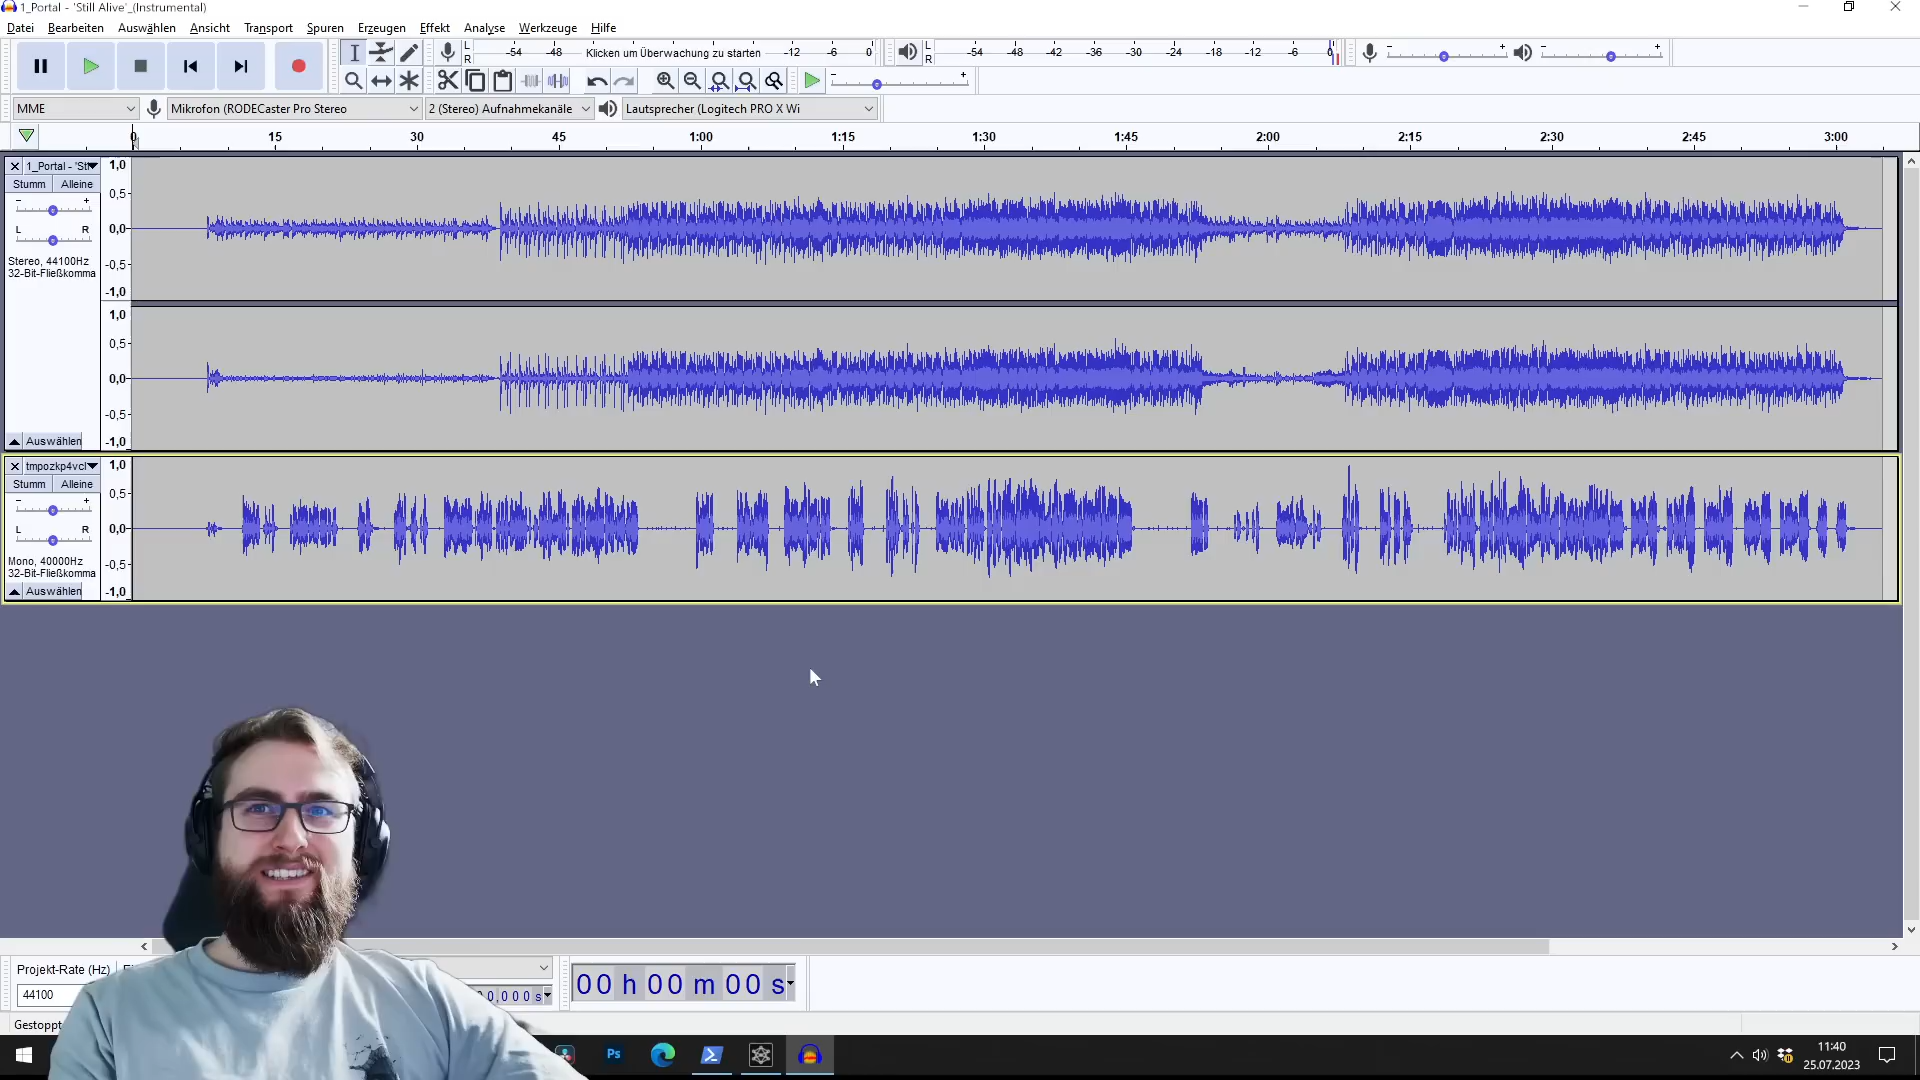 1_Portal - 'Still Alive'_(Instrumental)
Datei Bearbeiten Auswählen Ansicht Transport Spuren Erzeugen Effekt Analyse Werkzeuge Hilfe
L R -54 -48 Klicken um Überwachung zu starten -12 -6 0 L R -54 -48 -42 -36 -30 -24 -18 -12 -6 0 - + - +
- +
MME Mikrofon (RODECaster Pro Stereo 2 (Stereo) Aufnahmekanäle Lautsprecher (Logitech PRO X Wi
0 15 30 45 1:00 1:15 1:30 1:45 2:00 2:15 2:30 2:45 3:00
1_Portal - 'Sti 1,0
Stumm Alleine
- + 0,5
L R 0,0
Stereo, 44100Hz -0,5
32-Bit-Fließkomma
-1,0
1,0
0,5
0,0
-0,5
Auswählen -1,0
tmpozkp4vcl 1,0
Stumm Alleine
- + 0,5
L R 0,0
Mono, 40000Hz -0,5
32-Bit-Fließkomma
Auswählen -1,0
Projekt-Rate (Hz)
44100 0,000 s 00 h 00 m 00 s
Gestoppt
Ps 11:40
25.07.2023